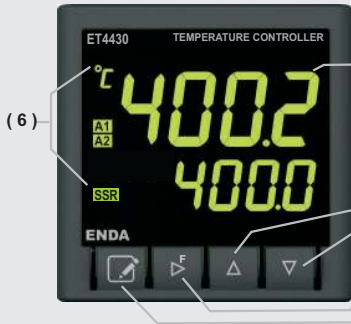 ET4430 TEMPERATURE CONTROLLER
°C 400.2
( 6 )
A1
A2
400.0
SSR
ENDA
F